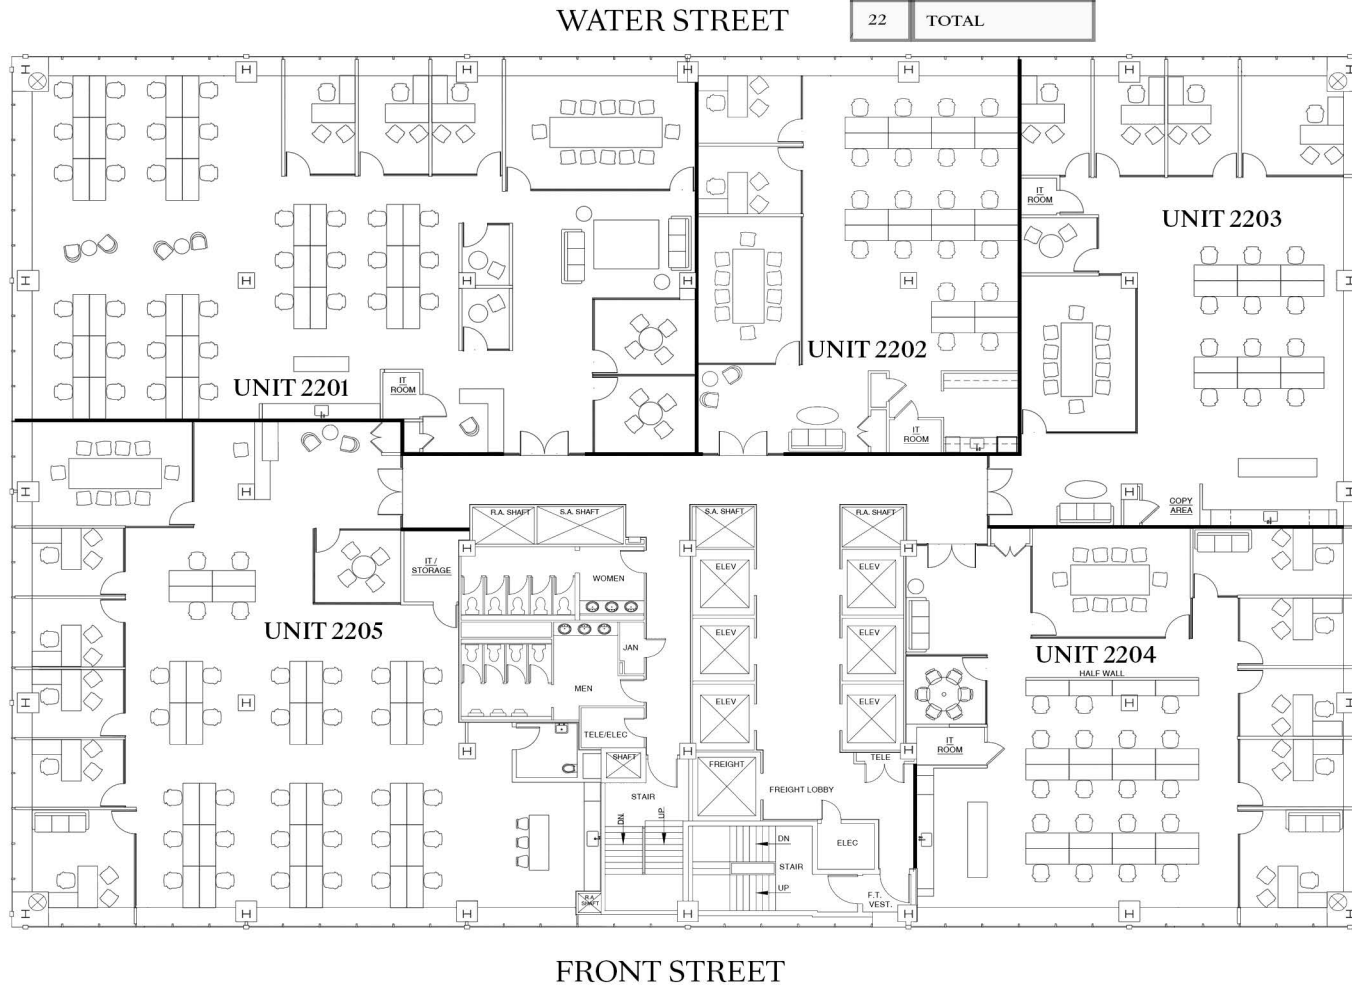 WATER STREET
22 TOTAL
IT
ROOM
UNIT 2203
UNIT 2202
UNIT 2201
IT
ROOM
IT
ROOM
COPY
AREA
R.A. SHAFT
S.A. SHAFT
S.A. SHAFT
R.A. SHAFT
IT /
STORAGE
WOMEN
ELEV
ELEV
UNIT 2205
ELEV
ELEV
JAN
UNIT 2204
HALF WALL
MEN
ELEV
ELEV
TELE/ELEC
IT
ROOM
SHAFT
FREIGHT
TELE
STAIR
FREIGHT LOBBY
DN
UP
DN
ELEC
STAIR
UP
R.A.
SHAFT
F.T.
VEST.
FRONT STREET